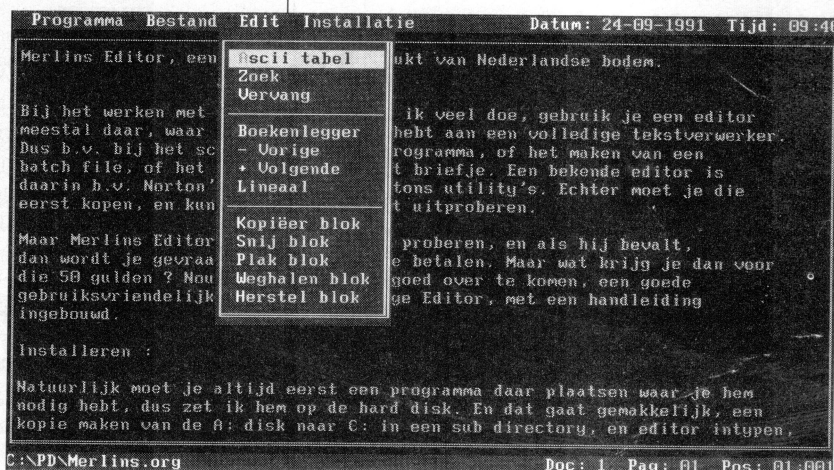 Programma Bestand Edit Installatie Datum: 24-09-1991 Tijd: 09:40
Merlins Editor, een
ukt van Nederlandse bodem.
Ascii tabel
Zoek
Vervang
Boekenlegger
- Vorige
+ Volgende
Lineaal
Kopiëer blok
Snij blok
Plak blok
Weghalen blok
Herstel blok
Bij het werken met
ik veel doe, gebruik je een editor
meestal daar, waar
hebt aan een volledige tekstverwerker.
Dus b.v. bij het sc
rogramma, of het maken van een
batch file, of het
t briefje. Een bekende editor is
daarin b.v. Norton'
tons utility's. Echter moet je die
eerst kopen, en kun
t uitproberen.
Maar Merlins Editor
proberen, en als hij bevalt,
dan wordt je gevraa
e betalen, Maar wat krijg je dan voor
die 50 gulden ? Nou
goed over te komen, een goede
gebruiksvriendelijk
ge Editor, met een handleiding
ingebouwd.
Installeren :
Natuurlijk moet je altijd eerst een programma daar plaatsen waar je hem
nodig hebt, dus zet ik hem op de hard disk. En dat gaat gemakkelijk, een
kopie maken van de A: disk naar C: in een sub directory, en editor intypen,
C:\PD\Merlins.org Doc: 1 Pag: 01 Pos: 01:00